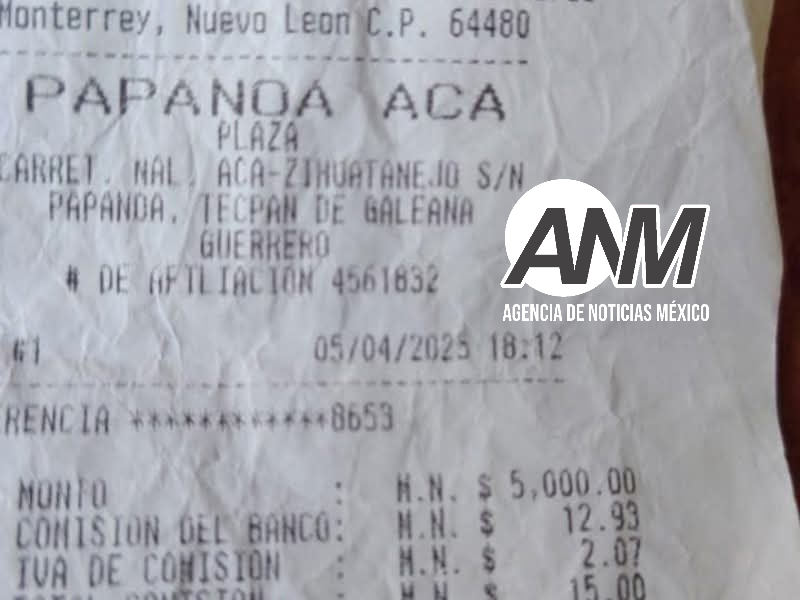 Monterrey, Nuevo Leon C.P. 64480
PAPANOA ACA
PLAZA
CARRET. NAL. ACA-ZIHUATANEJO S/N
PAPANOA, TECPAN DE GALEANA
GUERRERO
# DE AFILIACION 4561832
#1 05/04/2025 18:12
RENCIA ************8653
MONTO : M.N. $ 5,000.00
COMISION DEL BANCO: M.N. $ 12.93
IVA DE COMISION : M.N. $ 2.07
TOTAL COMISION : M.N. $ 15.00
ANM
AGENCIA DE NOTICIAS MÉXICO